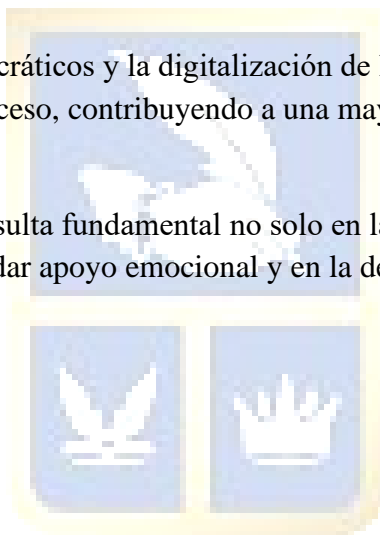 cráticos y la digitalización de
ceso, contribuyendo a una may
sulta fundamental no solo en la
dar apoyo emocional y en la de